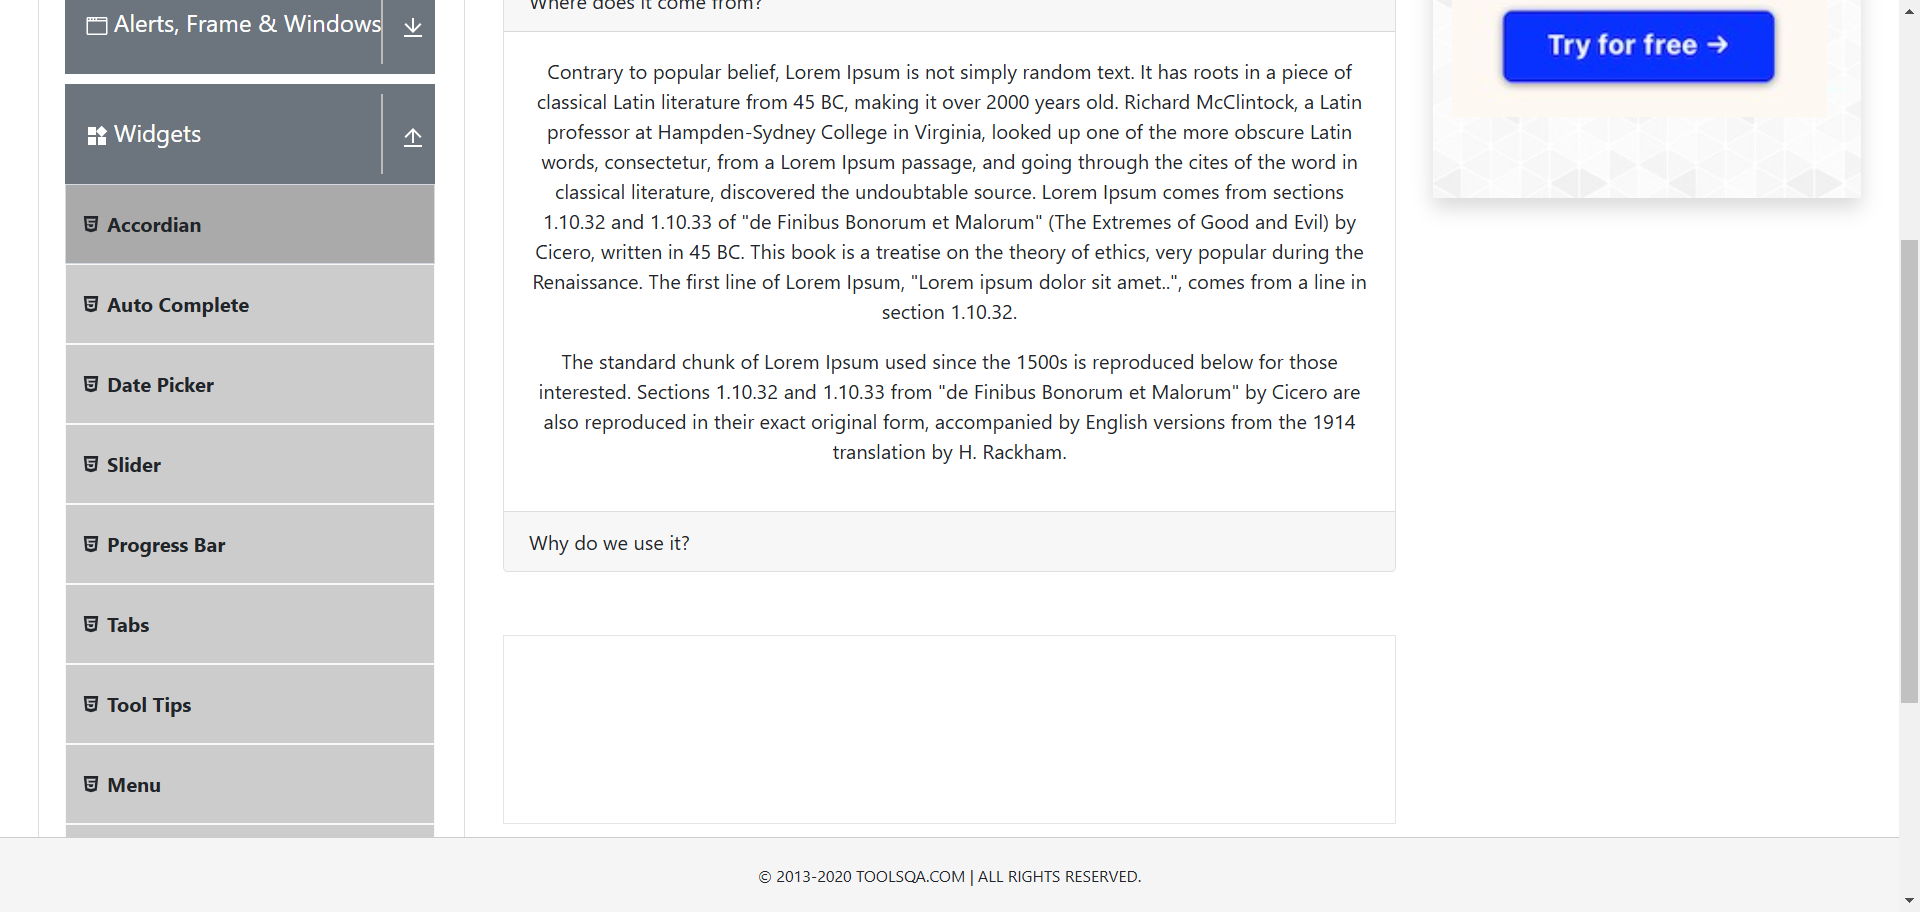 Alerts, Frame & Windows
Widgets
Accordian
Auto Complete
Date Picker
Slider
Progress Bar
Tabs
Tool Tips
Menu
Where does it come from?
Contrary to popular belief, Lorem Ipsum is not simply random text. It has roots in a piece of
classical Latin literature from 45 BC, making it over 2000 years old. Richard McClintock, a Latin
professor at Hampden-Sydney College in Virginia, looked up one of the more obscure Latin
words, consectetur, from a Lorem Ipsum passage, and going through the cites of the word in
classical literature, discovered the undoubtable source. Lorem Ipsum comes from sections
1.10.32 and 1.10.33 of "de Finibus Bonorum et Malorum" (The Extremes of Good and Evil) by
Cicero, written in 45 BC. This book is a treatise on the theory of ethics, very popular during the
Renaissance. The first line of Lorem Ipsum, "Lorem ipsum dolor sit amet..", comes from a line in
section 1.10.32.
The standard chunk of Lorem Ipsum used since the 1500s is reproduced below for those
interested. Sections 1.10.32 and 1.10.33 from "de Finibus Bonorum et Malorum" by Cicero are
also reproduced in their exact original form, accompanied by English versions from the 1914
translation by H. Rackham.
Why do we use it?
Try for free →
© 2013-2020 TOOLSQA.COM | ALL RIGHTS RESERVED.